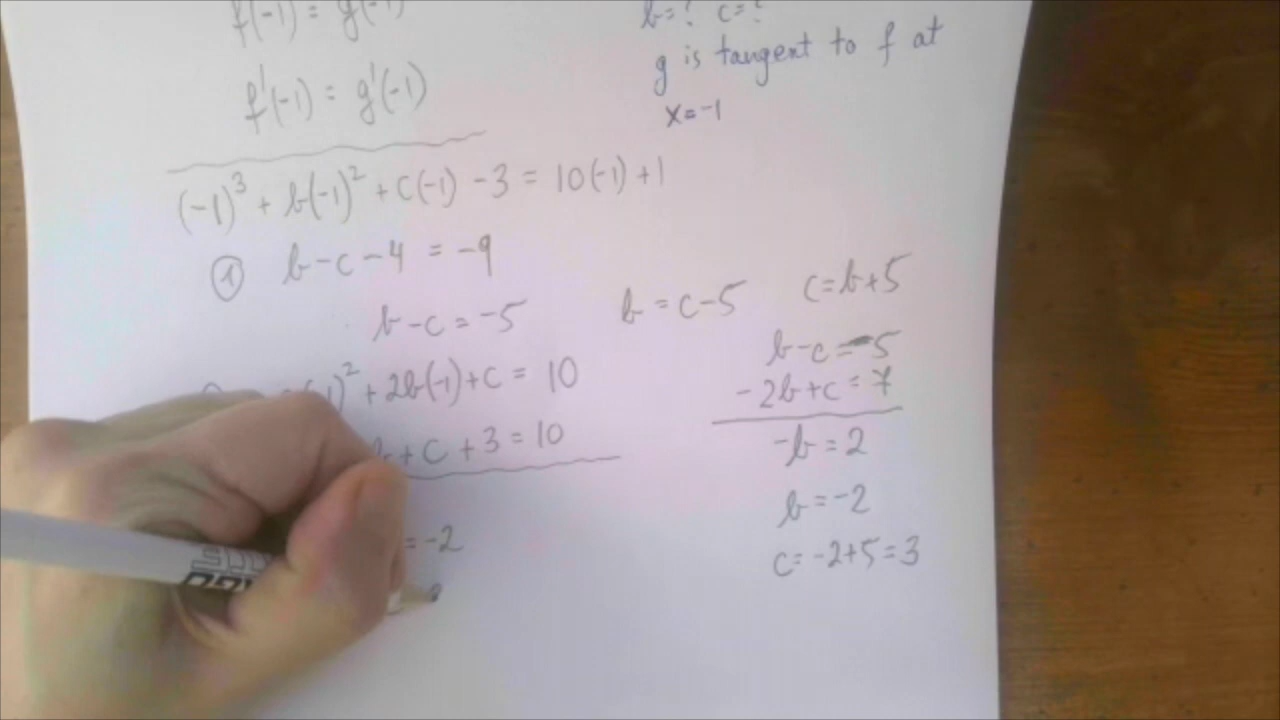 f(-1) = g(-1)
f'(-1) = g'(-1)
b=? c=?
g is tangent to f at
x=-1
(-1)³ + b(-1)² + c(-1) -3 = 10(-1)+1
① b-c-4 = -9
b-c = -5
b = c-5
c=b+5
(-1)² + 2b(-1)+c = 10
+ c + 3 = 10
b-c=-5
-2b+c=7
-b=2
b=-2
c=-2+5=3
= -2